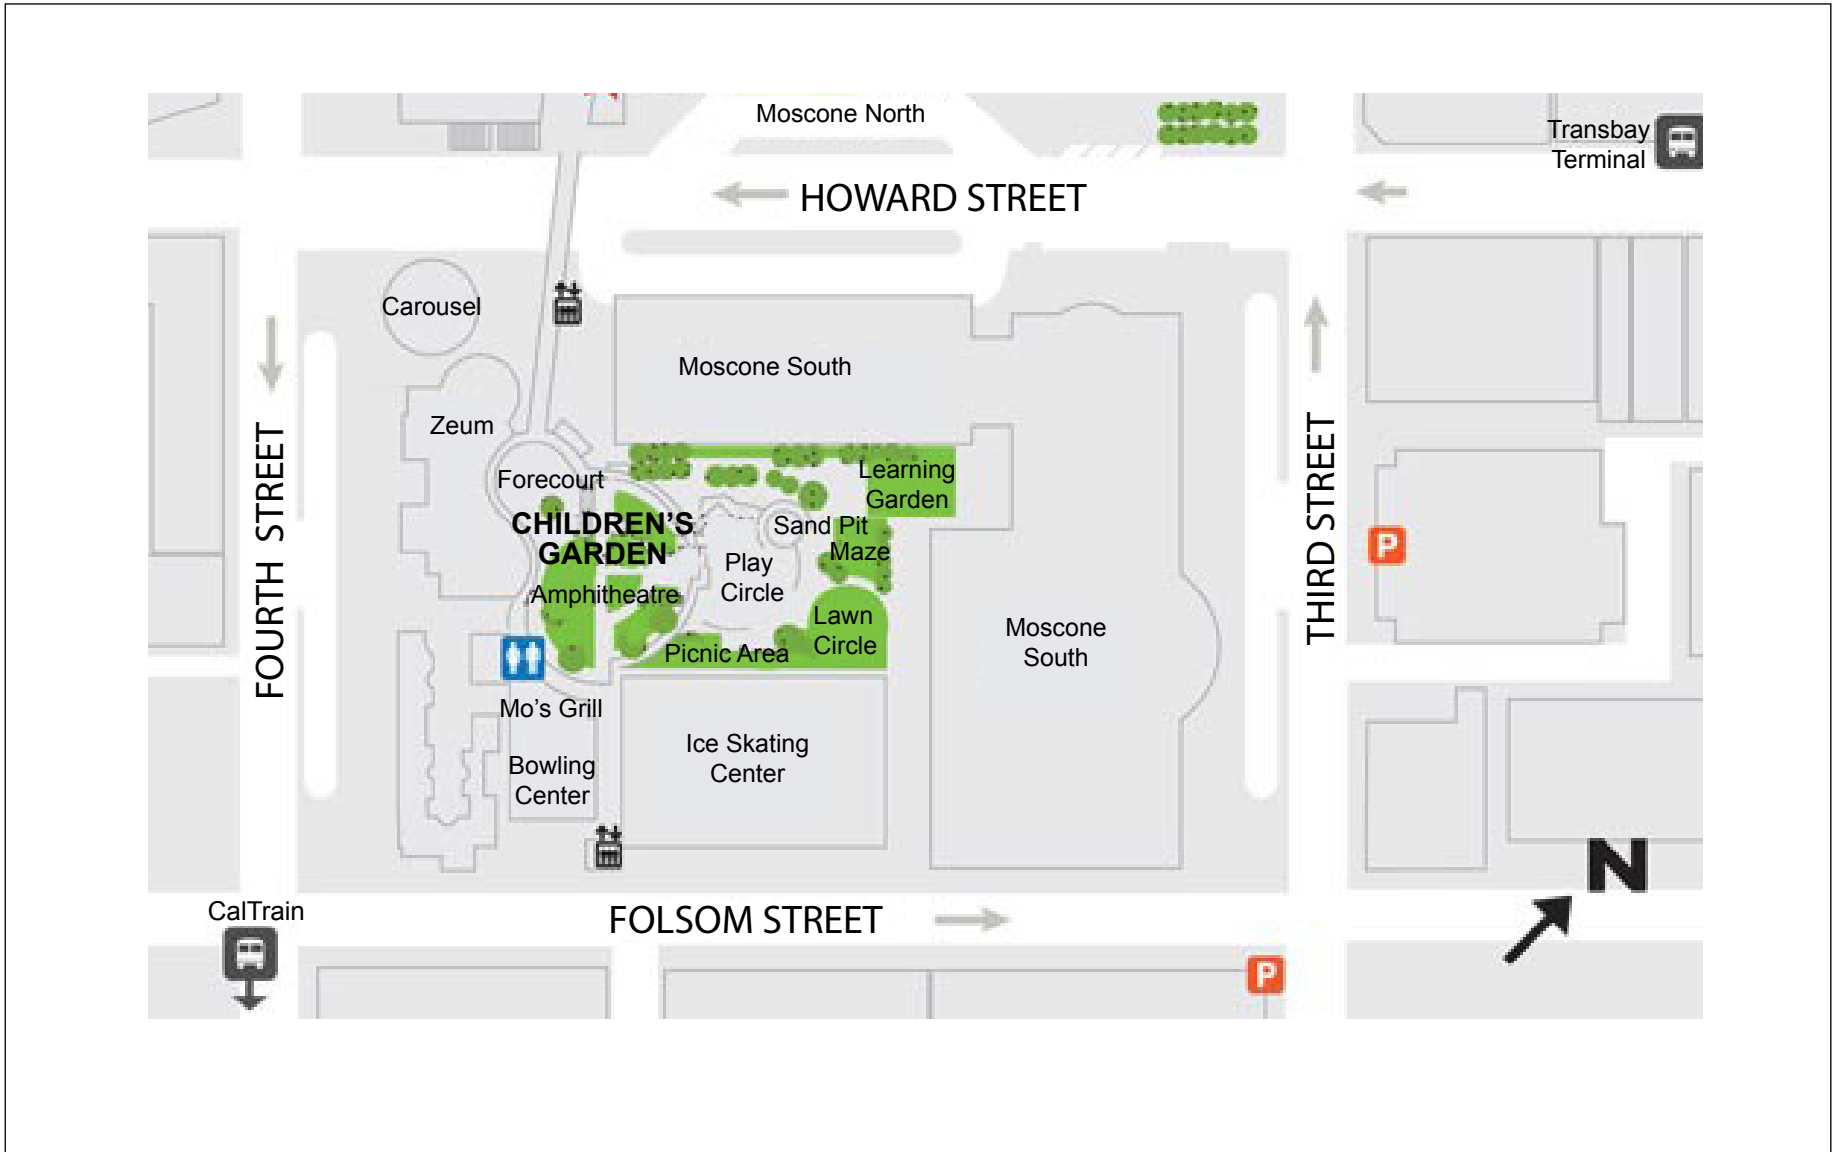 Moscone North
Transbay
Terminal
HOWARD STREET
Carousel
Moscone South
Zeum
Forecourt
Learning
Garden
CHILDREN'S
GARDEN
Sand Pit
Maze
Play
Circle
Amphitheatre
Lawn
Circle
Picnic Area
Moscone
South
FOURTH STREET
THIRD STREET
P
Mo's Grill
Ice Skating
Center
Bowling
Center
N
CalTrain
FOLSOM STREET
P